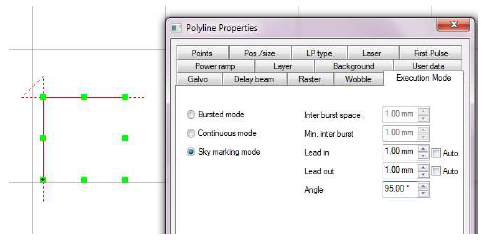 Polyline Properties
Points Pos./size LP type Laser First Pulse
Power ramp Layer Background User data
Galvo Delay beam Raster Wobble Execution Mode
Bursted mode Inter burst space 1.00 mm
Min. inter burst 1.00 mm
Continuous mode
Sky marking mode Lead in 1.00 mm Auto
Lead out 1.00 mm Auto
Angle 95.00 °